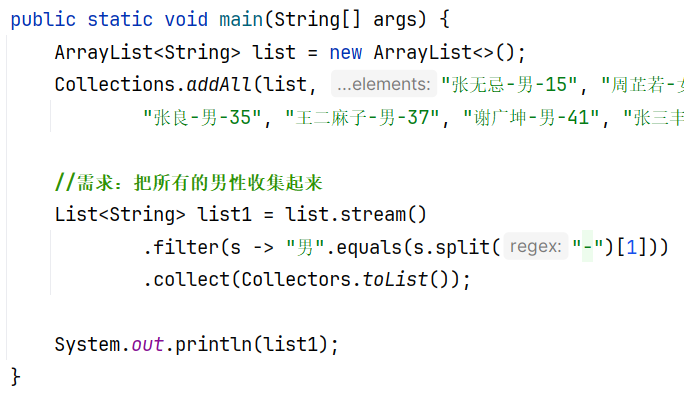 public static void main(String[] args) {
ArrayList<String> list = new ArrayList<>();
Collections.addAll(list, ...elements: "张无忌-男-15", "周芷若-
"张良-男-35", "王二麻子-男-37", "谢广坤-男-41", "张三丰
//需求：把所有的男性收集起来
List<String> list1 = list.stream()
.filter(s -> "男".equals(s.split( regex: "-")[1]))
.collect(Collectors.toList());
System.out.println(list1);
}